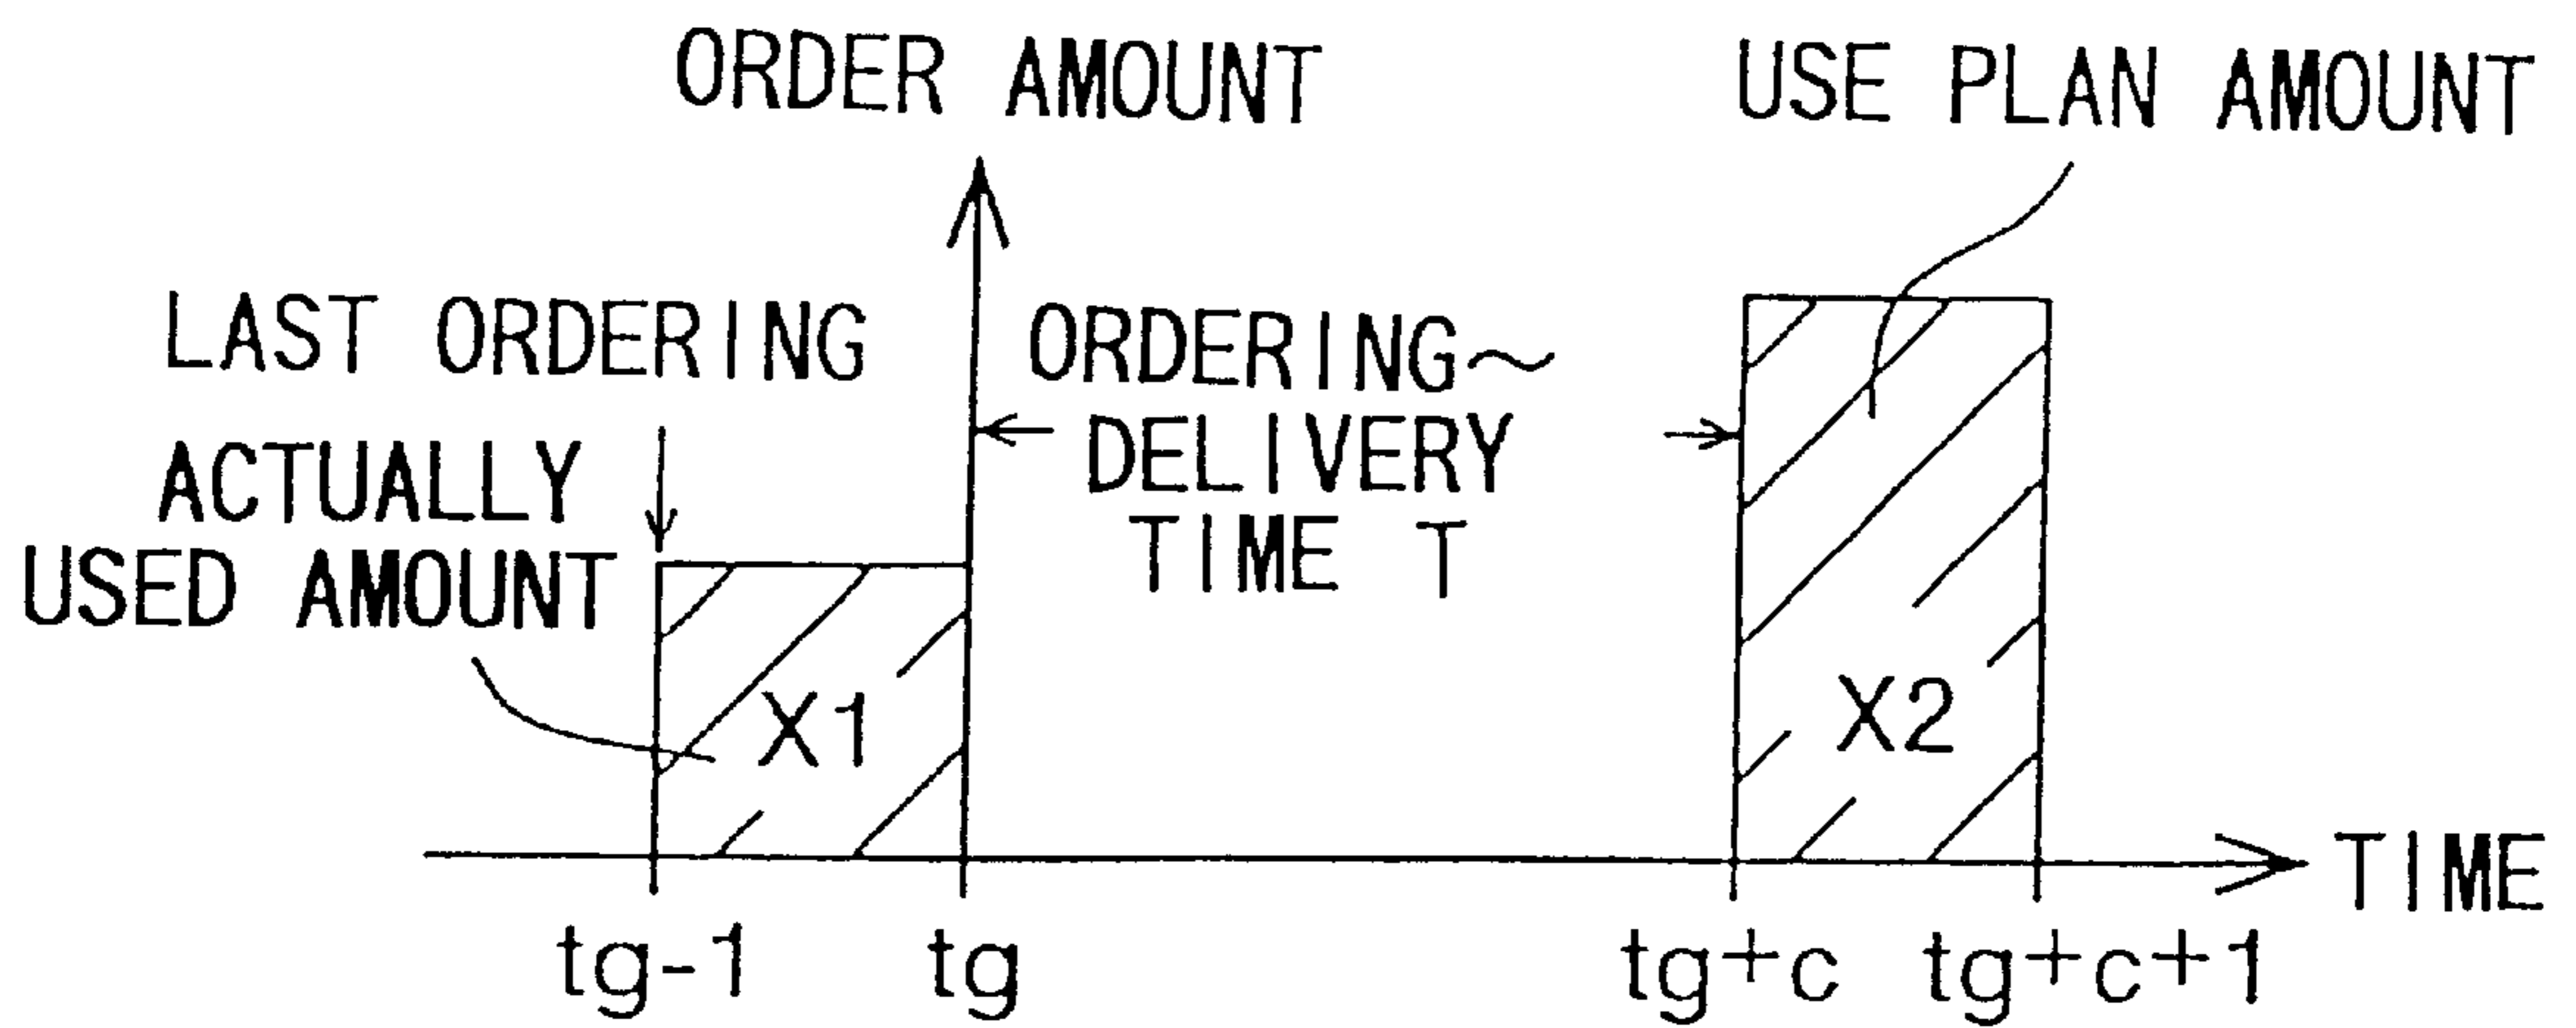 ORDER AMOUNT
USE PLAN AMOUNT
LAST ORDERING
ORDERING~
DELIVERY
TIME T
ACTUALLY
USED AMOUNT
X1
X2
TIME
tg-1
tg
tg+c
tg+c+1